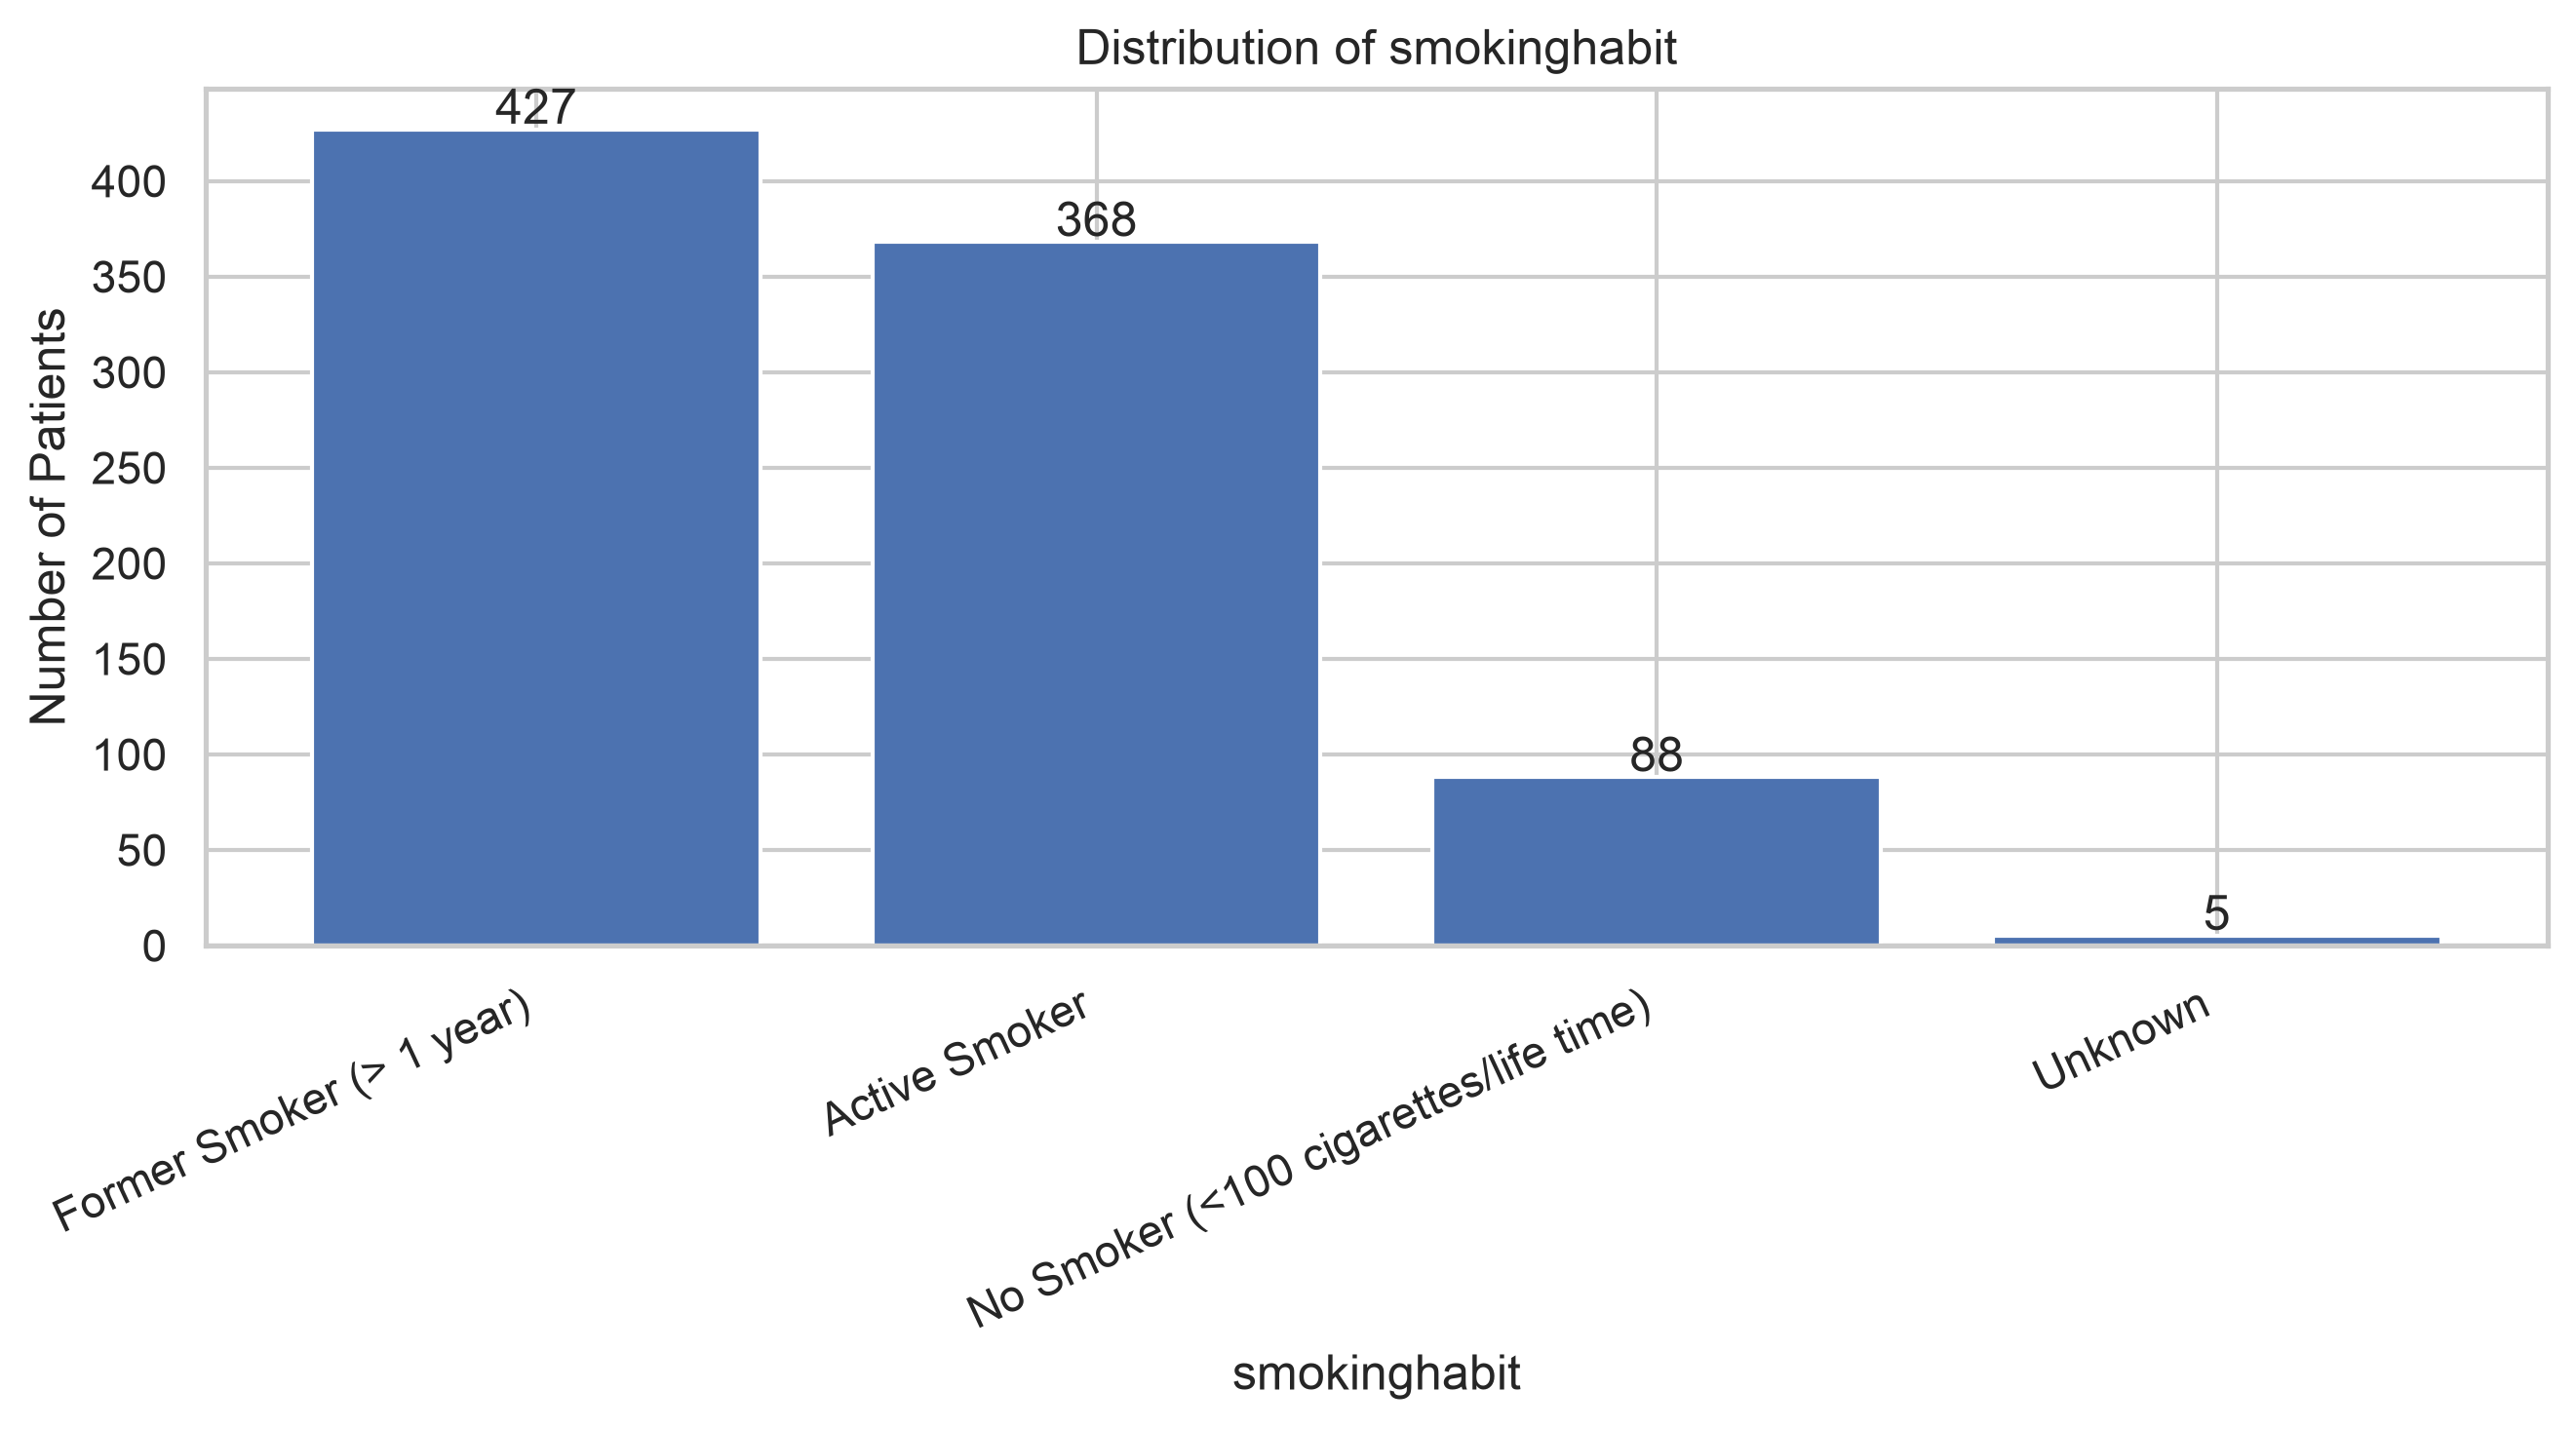 Distribution of smokinghabit
Number of Patients
400
350
300
250
200
150
100
50
0
427
368
88
5
Former Smoker (> 1 year)
Active Smoker
No Smoker (<100 cigarettes/life time)
Unknown
smokinghabit